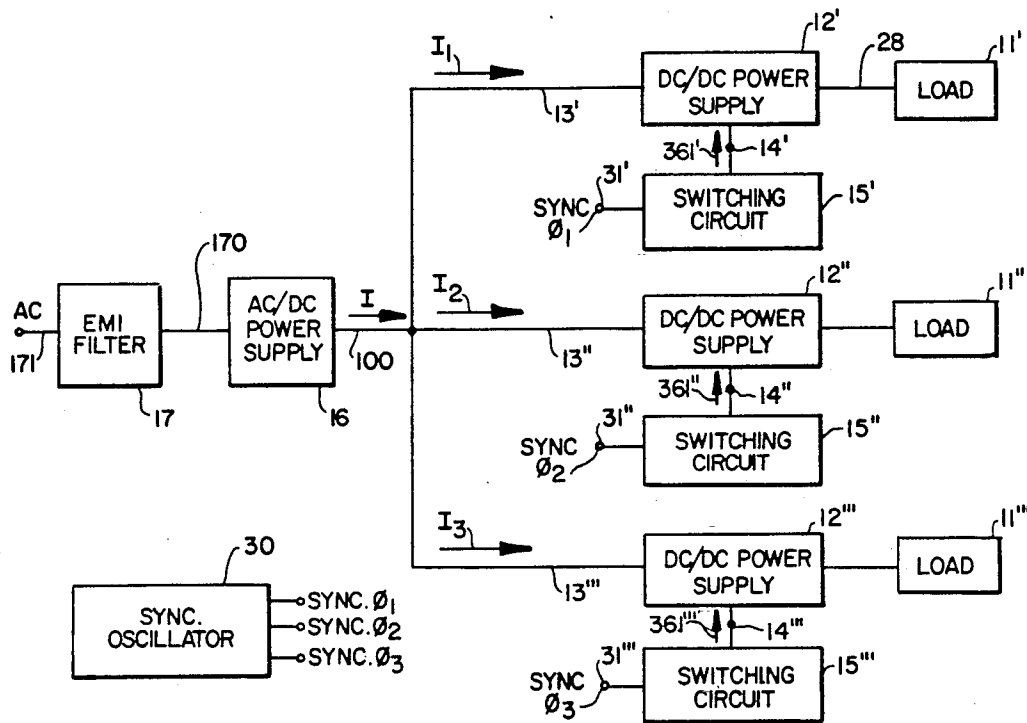 I1
12'
28
11'
DC/DC POWER
SUPPLY
LOAD
13'
361'
14'
31'
SYNC
Ø1
SWITCHING
CIRCUIT
15'
170
AC
171
EMI
FILTER
17
AC/DC
POWER
SUPPLY
16
I
100
I2
12"
11"
DC/DC POWER
SUPPLY
LOAD
13"
361"
14"
31"
SYNC
Ø2
SWITCHING
CIRCUIT
15"
I3
12'''
11'''
DC/DC POWER
SUPPLY
LOAD
13'''
361'''
14'''
31'''
SYNC
Ø3
SWITCHING
CIRCUIT
15'''
30
SYNC.
OSCILLATOR
SYNC.Ø1
SYNC.Ø2
SYNC.Ø3